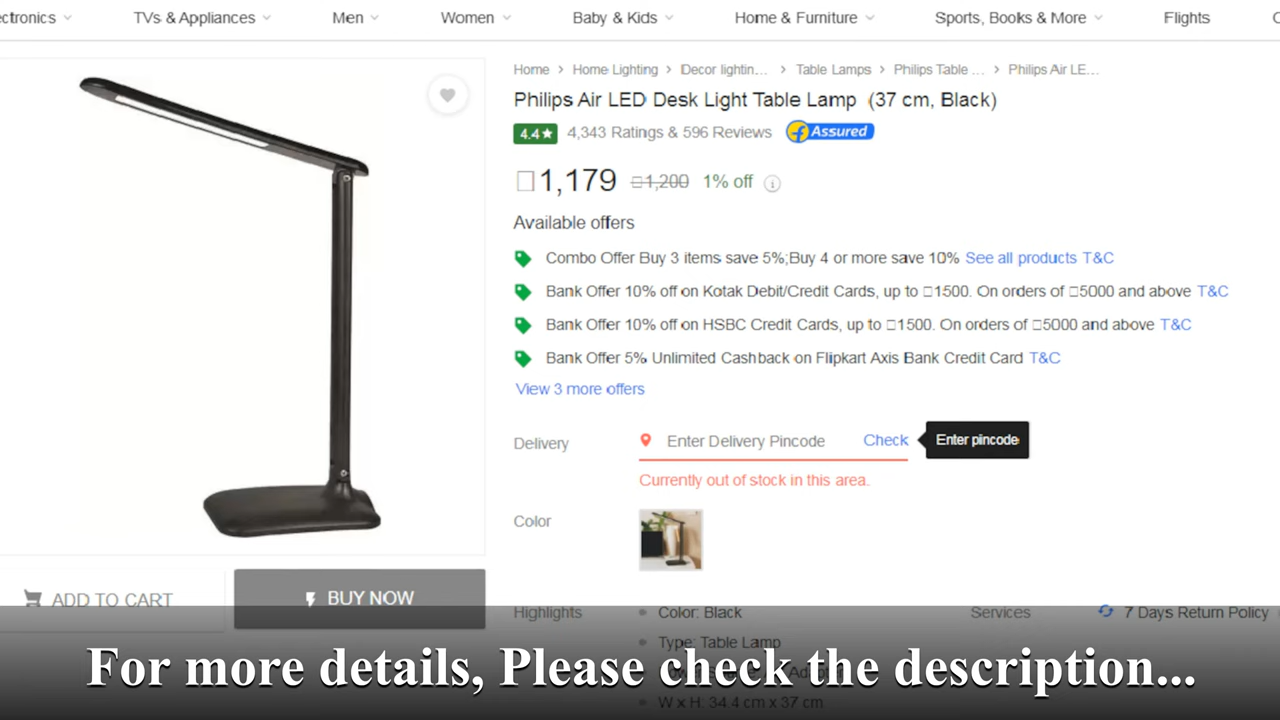 ectronics
TVs & Appliances
Men
Women
Baby & Kids
Home & Furniture
Sports, Books & More
Flights
Home > Home Lighting > Decor lightin... > Table Lamps > Philips Table ... > Philips Air LE...
Philips Air LED Desk Light Table Lamp (37 cm, Black)
4.4★ 4,343 Ratings & 596 Reviews Assured
□1,179 □1,200 1% off
Available offers
Combo Offer Buy 3 items save 5%;Buy 4 or more save 10% See all products T&C
Bank Offer 10% off on Kotak Debit/Credit Cards, up to □1500. On orders of □5000 and above T&C
Bank Offer 10% off on HSBC Credit Cards, up to □1500. On orders of □5000 and above T&C
Bank Offer 5% Unlimited Cashback on Flipkart Axis Bank Credit Card T&C
View 3 more offers
Delivery Enter Delivery Pincode Check Enter pincode
Currently out of stock in this area.
Color
ADD TO CART BUY NOW
Highlights Color: Black Services 7 Days Return Policy
Type: Table Lamp
W x H: 34.4 cm x 37 cm
For more details, Please check the description...